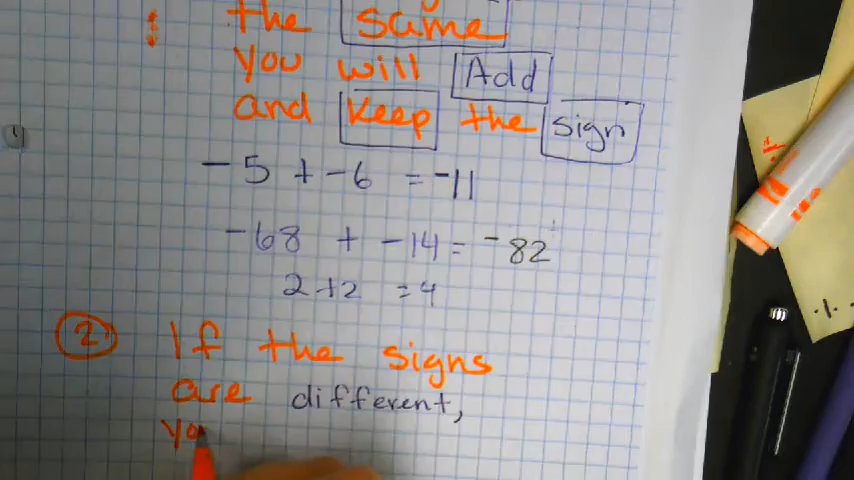 the same
you will Add
and keep the sign
-5 + -6 = -11
-68 + -14 = -82
2+2 = 4
2 If the signs
are different,
yo